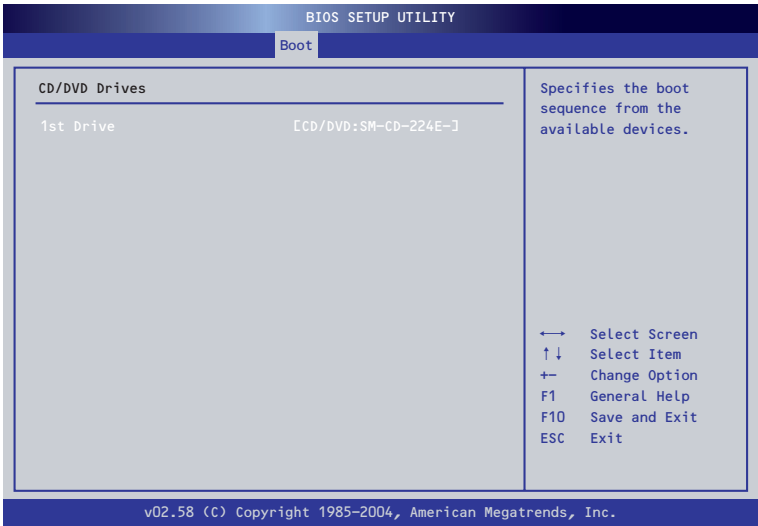 BIOS SETUP UTILITY
Boot
CD/DVD Drives
1st Drive [CD/DVD:SM-CD-224E-]
Specifies the boot
sequence from the
available devices.
←→ Select Screen
↑↓ Select Item
+- Change Option
F1 General Help
F10 Save and Exit
ESC Exit
v02.58 (C) Copyright 1985-2004, American Megatrends, Inc.